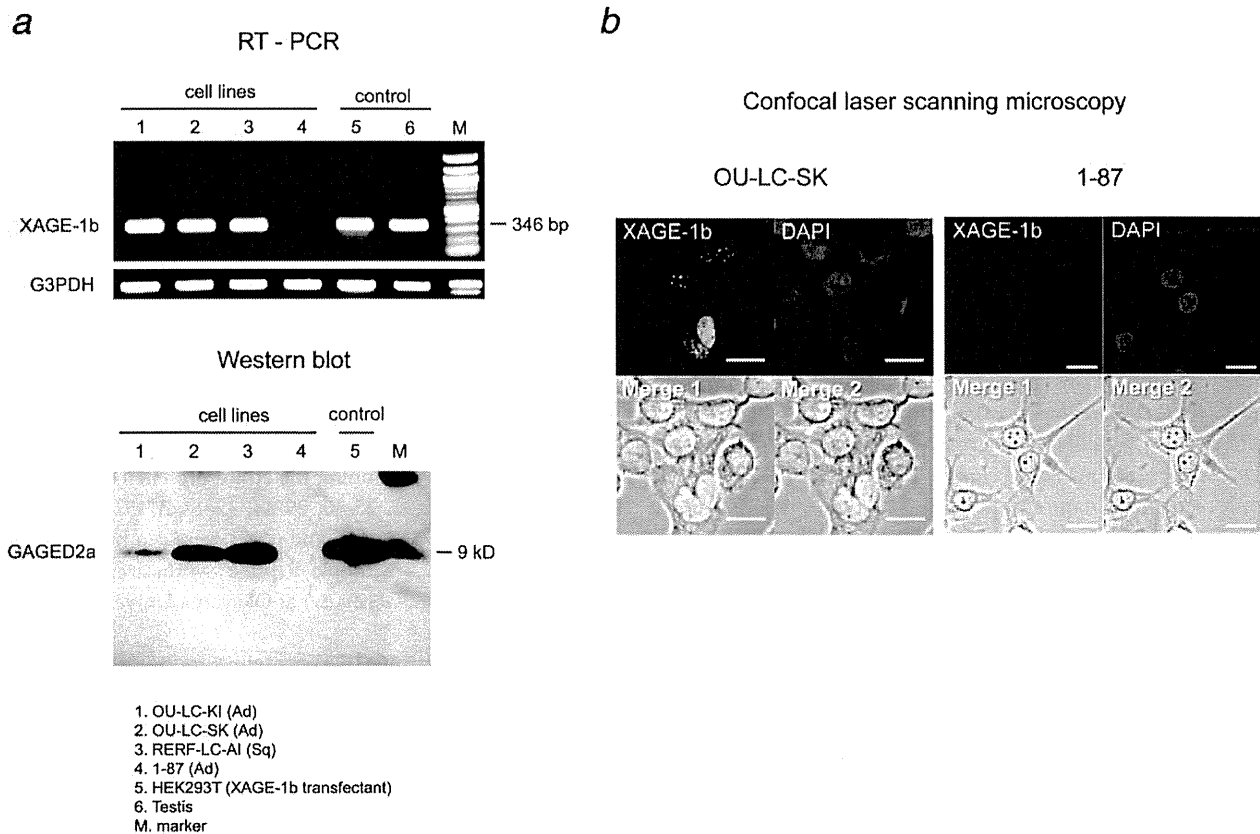 a
RT - PCR
cell lines
control
1 2 3 4 5 6 M
XAGE-1b
346 bp
G3PDH
Western blot
cell lines
control
1 2 3 4 5 M
GAGED2a
9 kD
1. OU-LC-KI (Ad)
2. OU-LC-SK (Ad)
3. RERF-LC-AI (Sq)
4. 1-87 (Ad)
5. HEK293T (XAGE-1b transfectant)
6. Testis
M. marker
b
Confocal laser scanning microscopy
OU-LC-SK
1-87
XAGE-1b
DAPI
XAGE-1b
DAPI
Merge 1
Merge 2
Merge 1
Merge 2